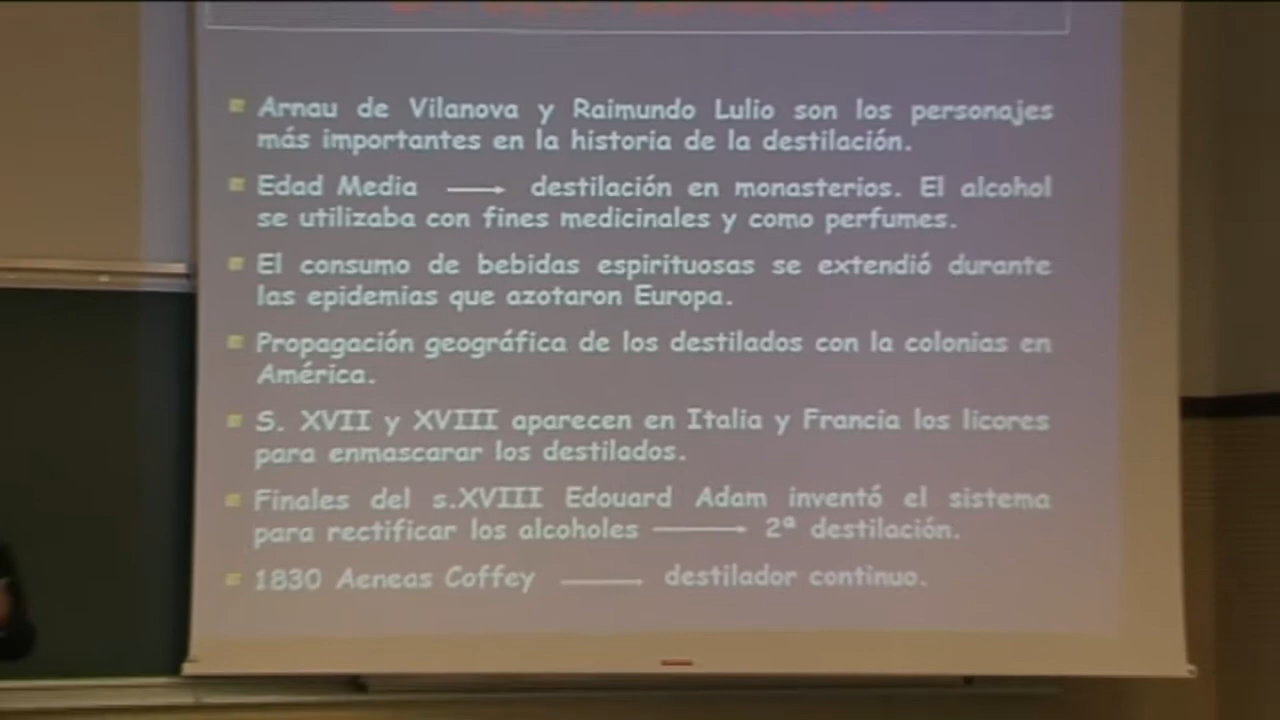 Arnau de Vilanova y Raimundo Lulio son los personajes
más importantes en la historia de la destilación.
Edad Media → destilación en monasterios. El alcohol
se utilizaba con fines medicinales y como perfumes.
El consumo de bebidas espirituosas se extendió durante
las epidemias que azotaron Europa.
Propagación geográfica de los destilados con la colonias en
América.
S. XVII y XVIII aparecen en Italia y Francia los licores
para enmascarar los destilados.
Finales del s.XVIII Edouard Adam inventó el sistema
para rectificar los alcoholes → 2ª destilación.
1830 Aeneas Coffey → destilador continuo.